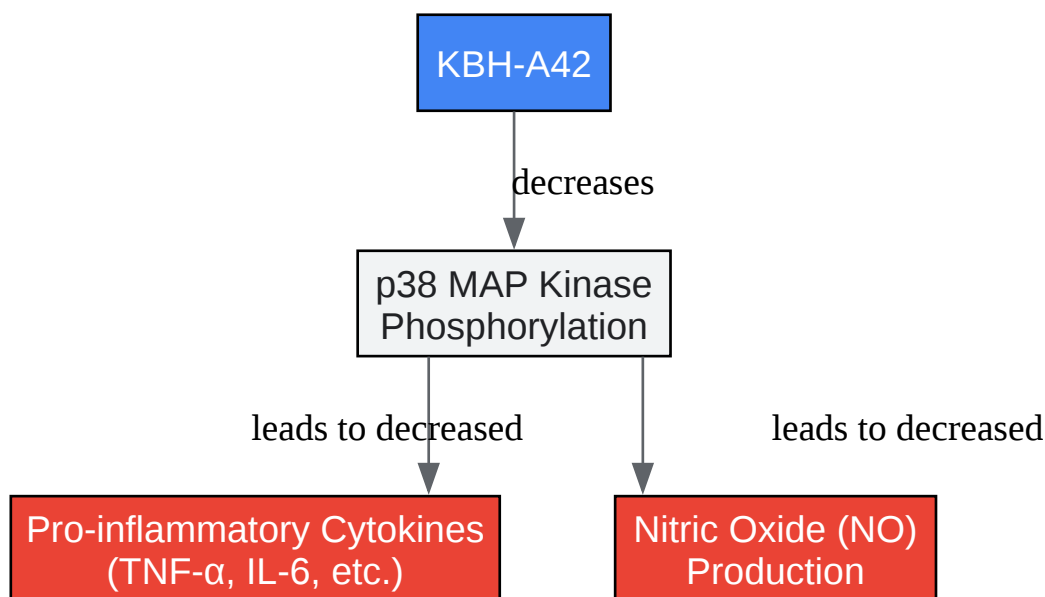 KBH-A42
decreases
p38 MAP Kinase
Phosphorylation
leads to decreased
leads to decreased
Pro-inflammatory Cytokines
(TNF-α, IL-6, etc.)
Nitric Oxide (NO)
Production